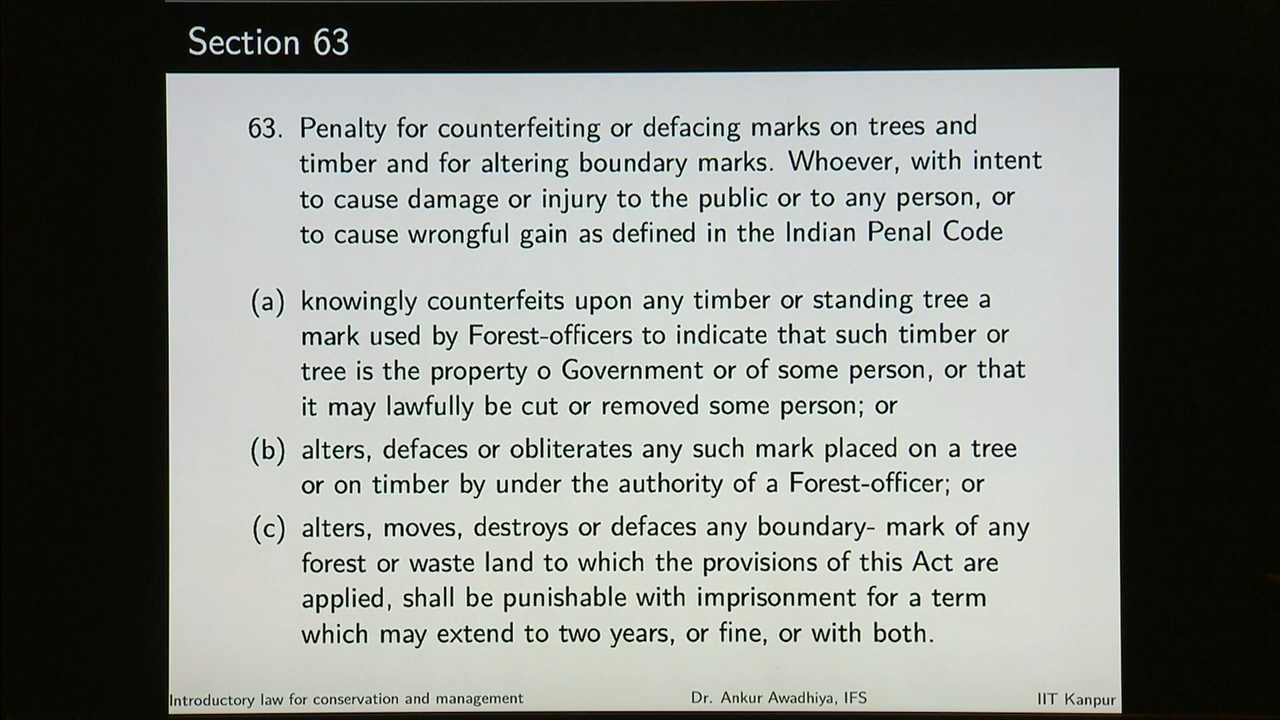 Section 63
63. Penalty for counterfeiting or defacing marks on trees and
timber and for altering boundary marks. Whoever, with intent
to cause damage or injury to the public or to any person, or
to cause wrongful gain as defined in the Indian Penal Code
(a) knowingly counterfeits upon any timber or standing tree a
mark used by Forest-officers to indicate that such timber or
tree is the property o Government or of some person, or that
it may lawfully be cut or removed some person; or
(b) alters, defaces or obliterates any such mark placed on a tree
or on timber by under the authority of a Forest-officer; or
(c) alters, moves, destroys or defaces any boundary- mark of any
forest or waste land to which the provisions of this Act are
applied, shall be punishable with imprisonment for a term
which may extend to two years, or fine, or with both.
Introductory law for conservation and management Dr. Ankur Awadhiya, IFS IIT Kanpur